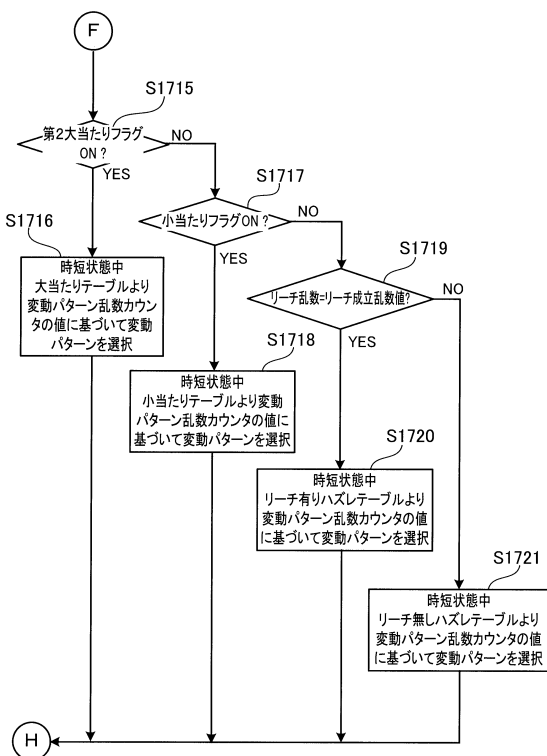 F
S1715
第2大当たりフラグ
ON?
NO
YES
S1717
小当たりフラグON?
NO
YES
S1716
時短状態中
大当たりテーブルより
変動パターン乱数カウン
タの値に基づいて変動
パターンを選択
S1719
リーチ乱数=リーチ成立乱数値?
NO
YES
S1718
時短状態中
小当たりテーブルより変動
パターン乱数カウンタの値に
基づいて変動パターンを選択
S1720
時短状態中
リーチ有りハズレテーブルより
変動パターン乱数カウンタの値
に基づいて変動パターンを選択
S1721
時短状態中
リーチ無しハズレテーブルより
変動パターン乱数カウンタの値
に基づいて変動パターンを選択
H